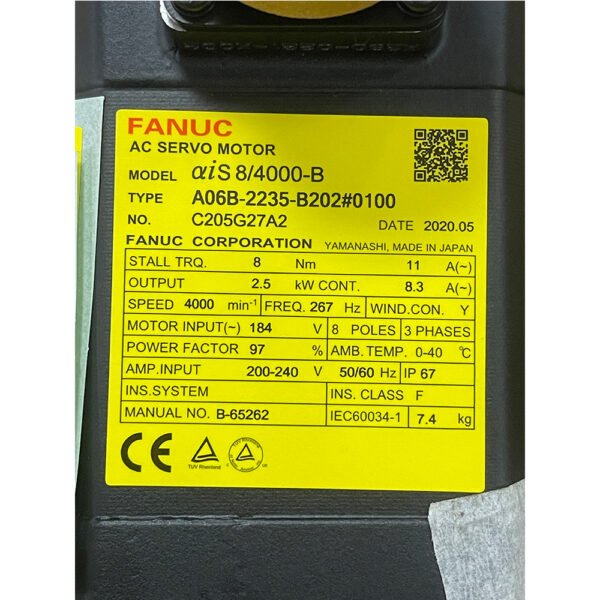 FANUC
AC SERVO MOTOR
MODEL αiS 8/4000-B
TYPE A06B-2235-B202#0100
NO. C205G27A2 DATE 2020.05
FANUC CORPORATION YAMANASHI, MADE IN JAPAN
STALL TRQ. 8 Nm 11 A(~)
OUTPUT 2.5 kW CONT. 8.3 A(~)
SPEED 4000 min⁻¹ FREQ. 267 Hz WIND.CON. Y
MOTOR INPUT(~) 184 V 8 POLES 3 PHASES
POWER FACTOR 97 % AMB.TEMP. 0-40 ℃
AMP.INPUT 200-240 V 50/60 Hz IP 67
INS.SYSTEM INS. CLASS F
MANUAL NO. B-65262 IEC60034-1 7.4 kg
CE TUV Rheinland